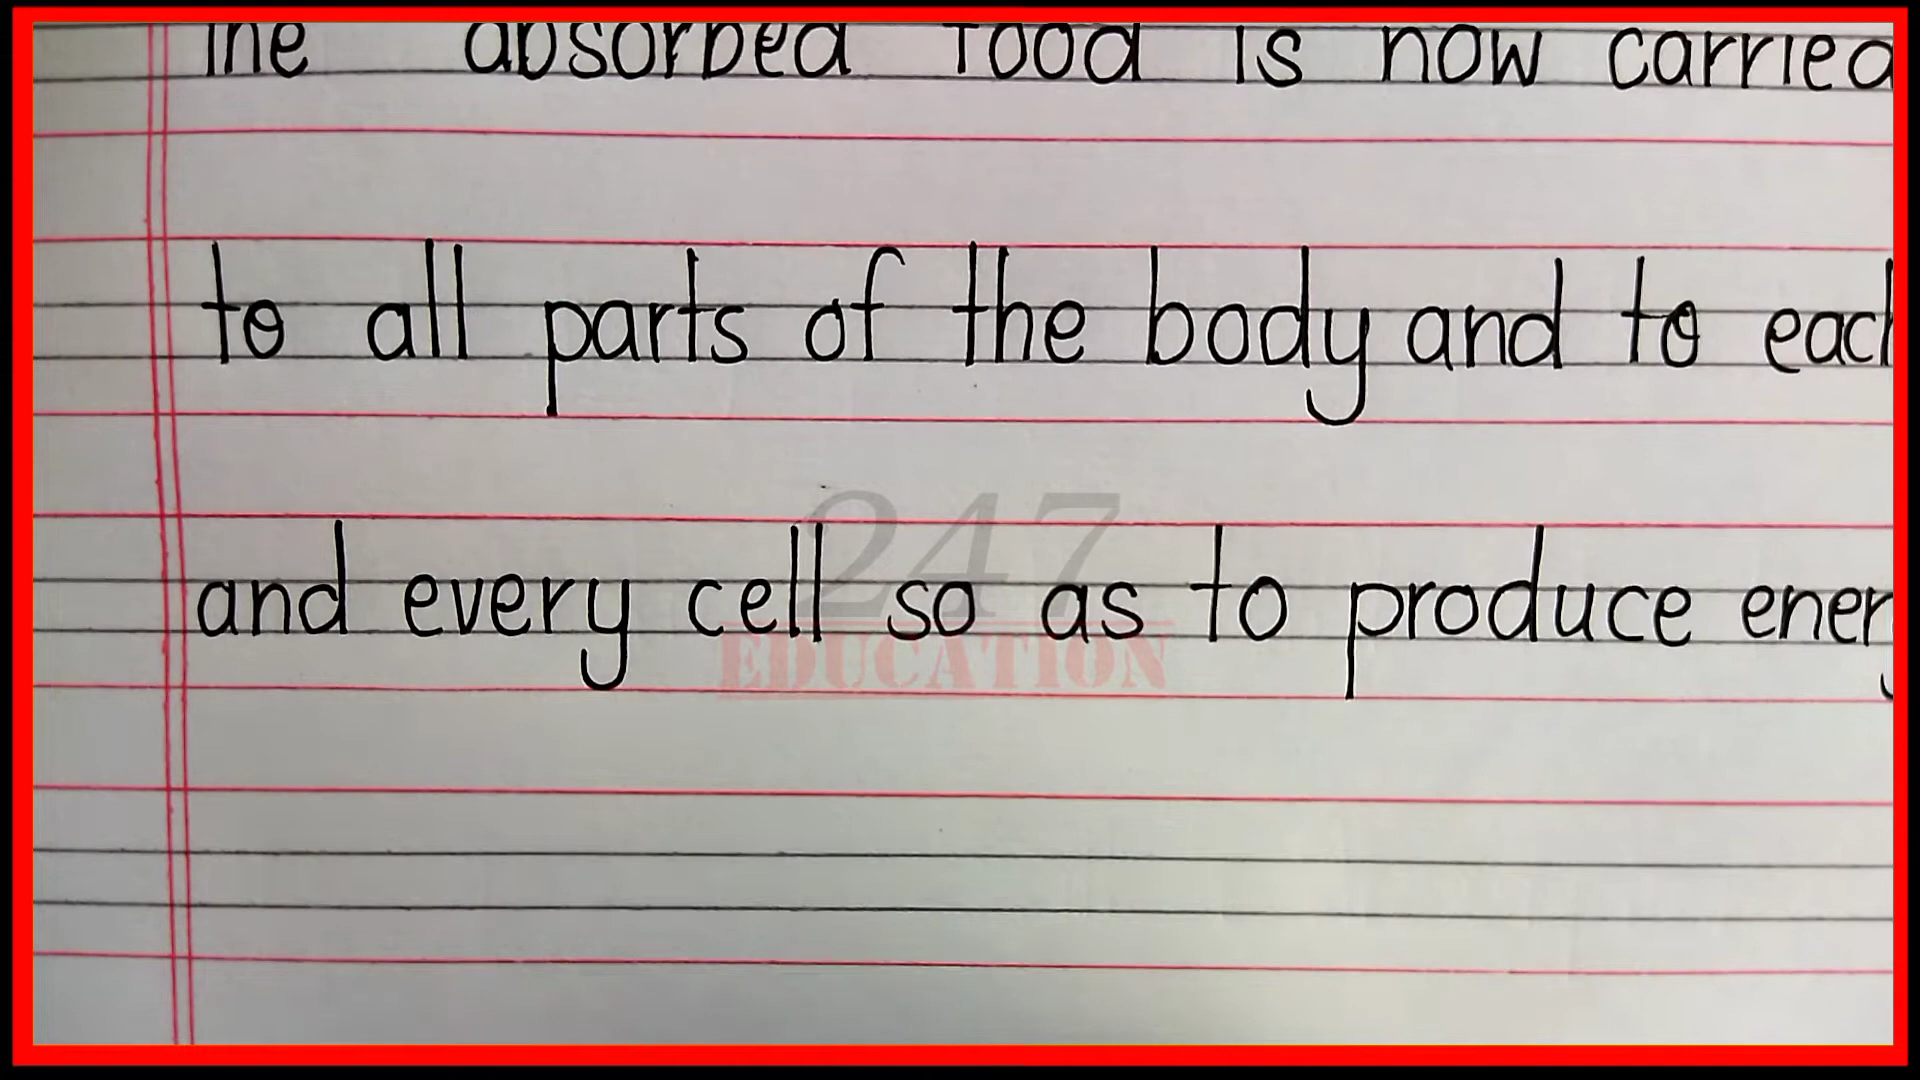 The absorbed food is now carried
to all parts of the body and to each
and every cell so as to produce
247
EDUCATION